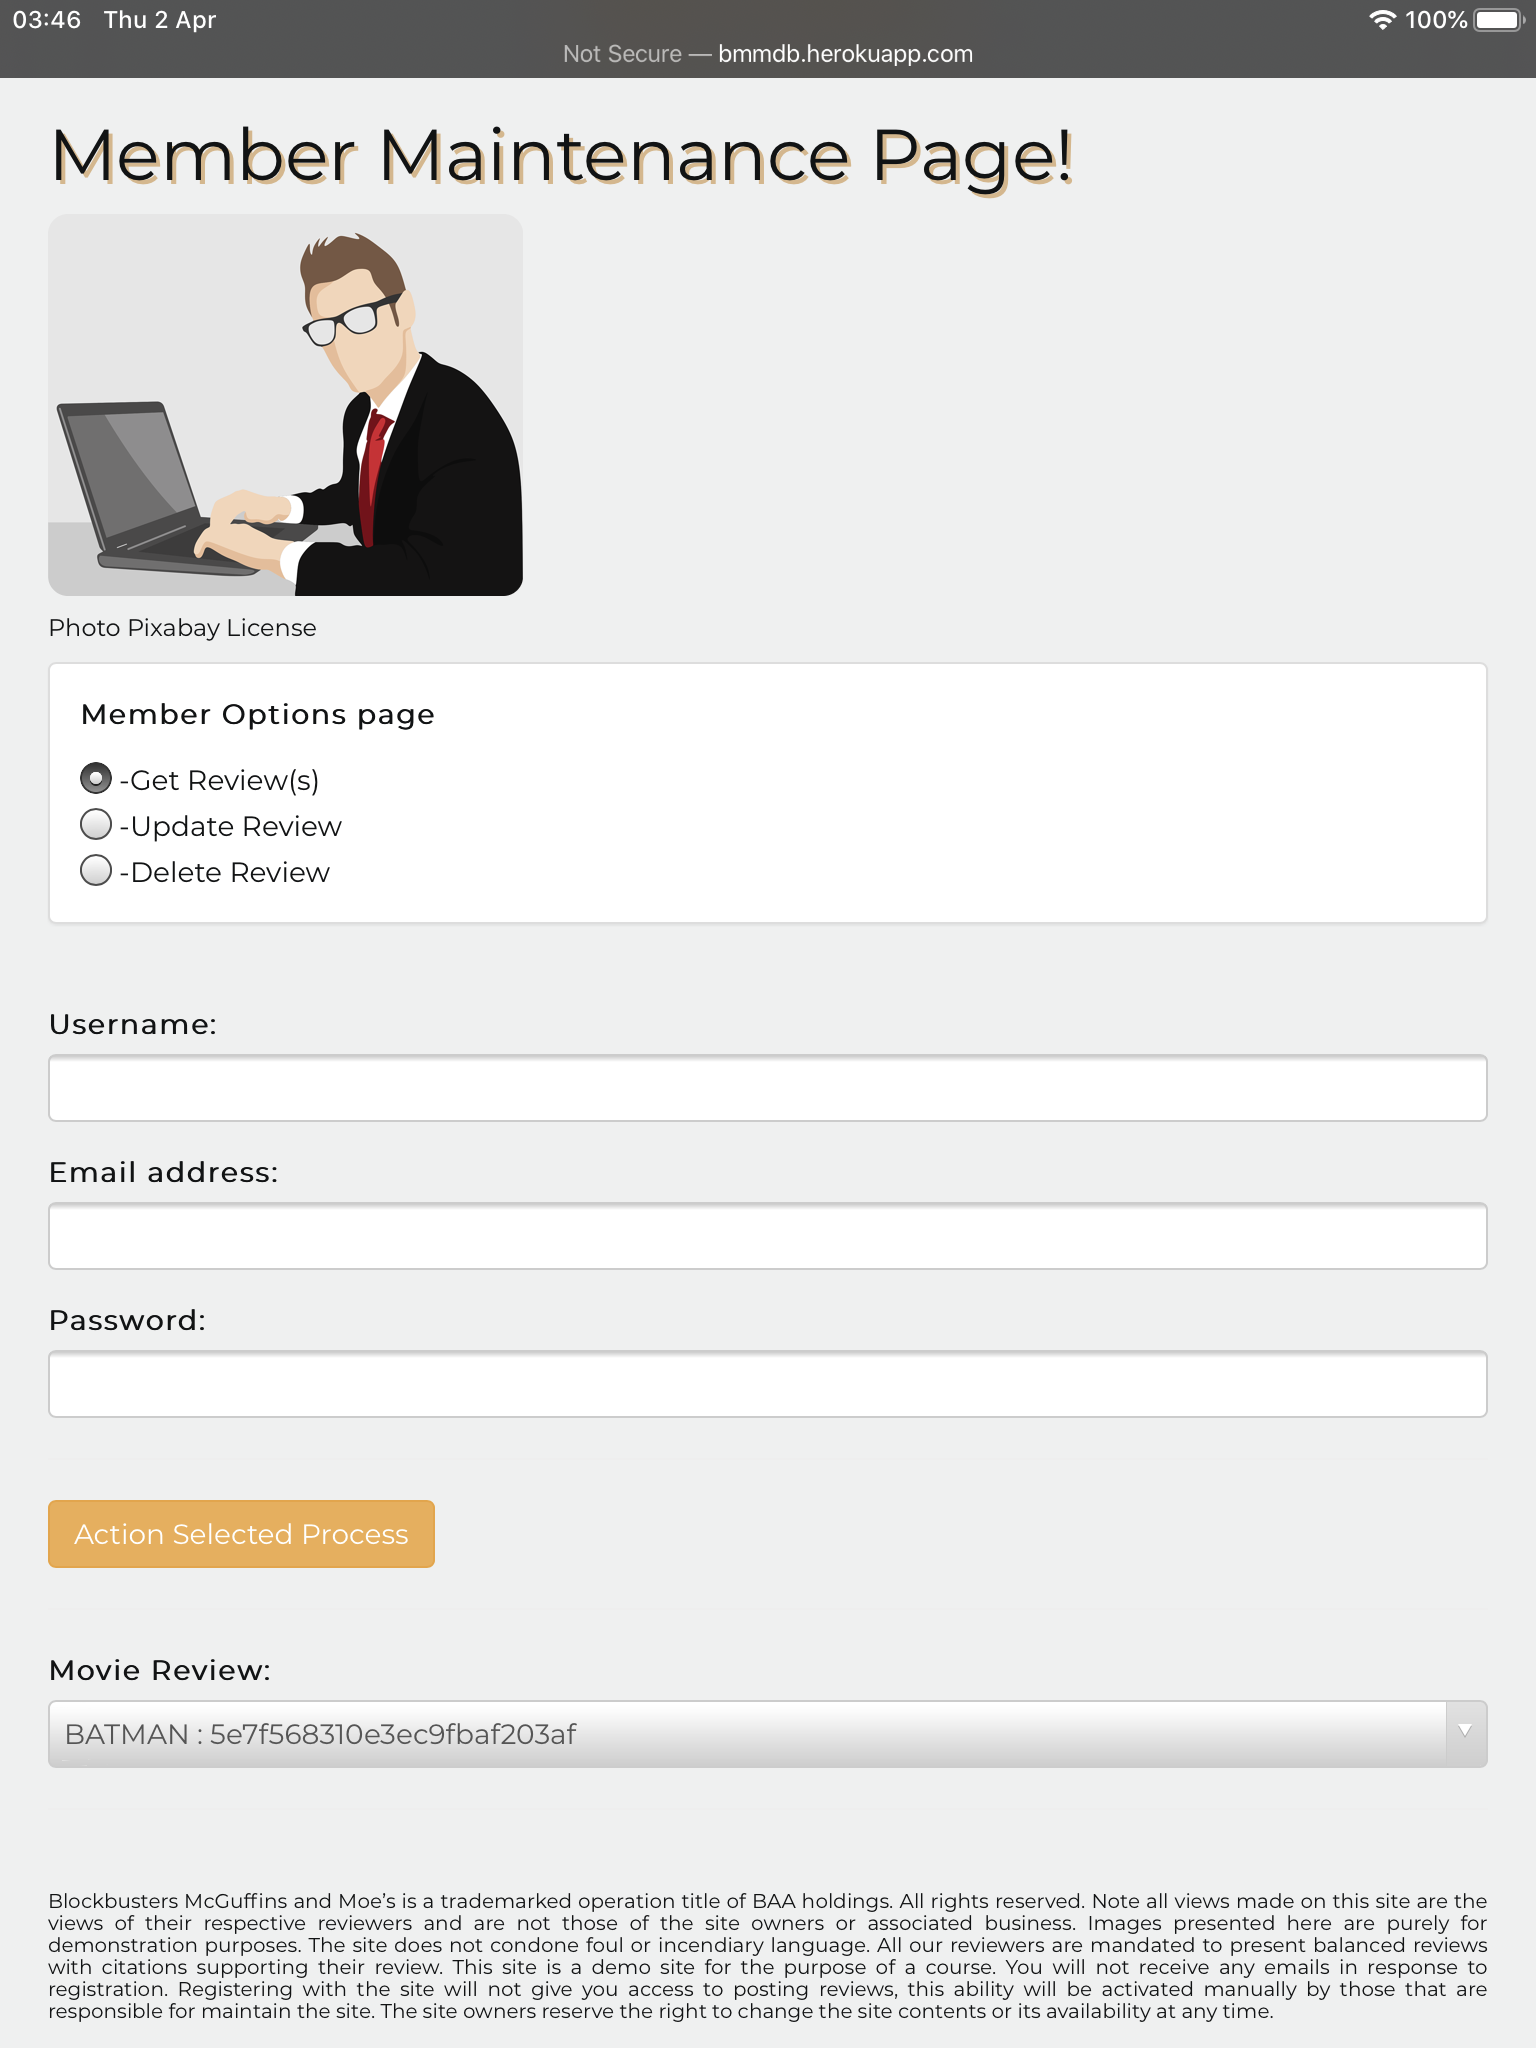 03:46 Thu 2 Apr 100%
Not Secure — bmmdb.herokuapp.com
Member Maintenance Page!
Photo Pixabay License
Member Options page
-Get Review(s)
-Update Review
-Delete Review
Username:
Email address:
Password:
Action Selected Process
Movie Review:
BATMAN : 5e7f568310e3ec9fbaf203af
Blockbusters McGuffins and Moe’s is a trademarked operation title of BAA holdings. All rights reserved. Note all views made on this site are the
views of their respective reviewers and are not those of the site owners or associated business. Images presented here are purely for
demonstration purposes. The site does not condone foul or incendiary language. All our reviewers are mandated to present balanced reviews
with citations supporting their review. This site is a demo site for the purpose of a course. You will not receive any emails in response to
registration. Registering with the site will not give you access to posting reviews, this ability will be activated manually by those that are
responsible for maintain the site. The site owners reserve the right to change the site contents or its availability at any time.